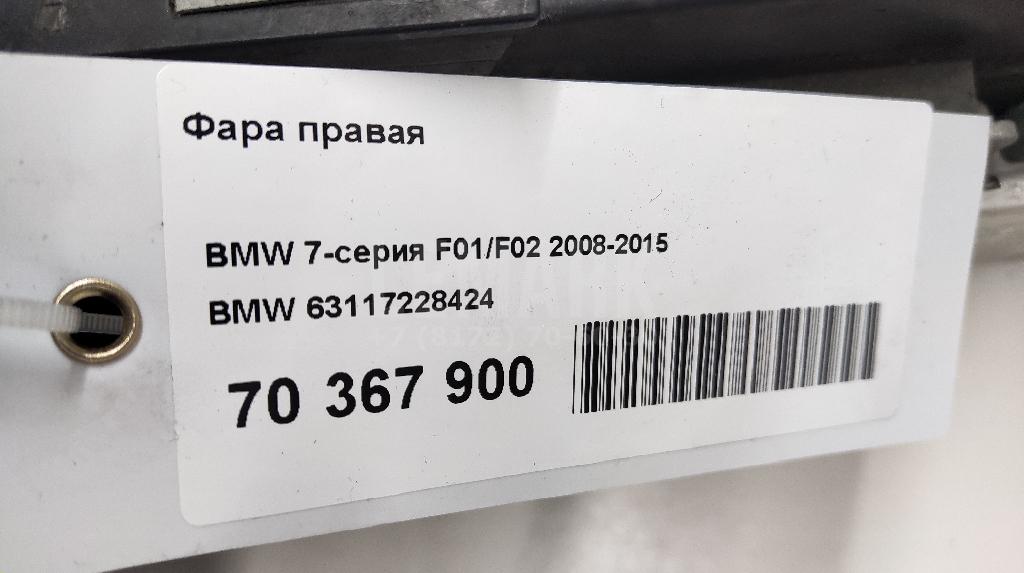 Фара правая
BMW 7-серия F01/F02 2008-2015
BMW 63117228424
70 367 900